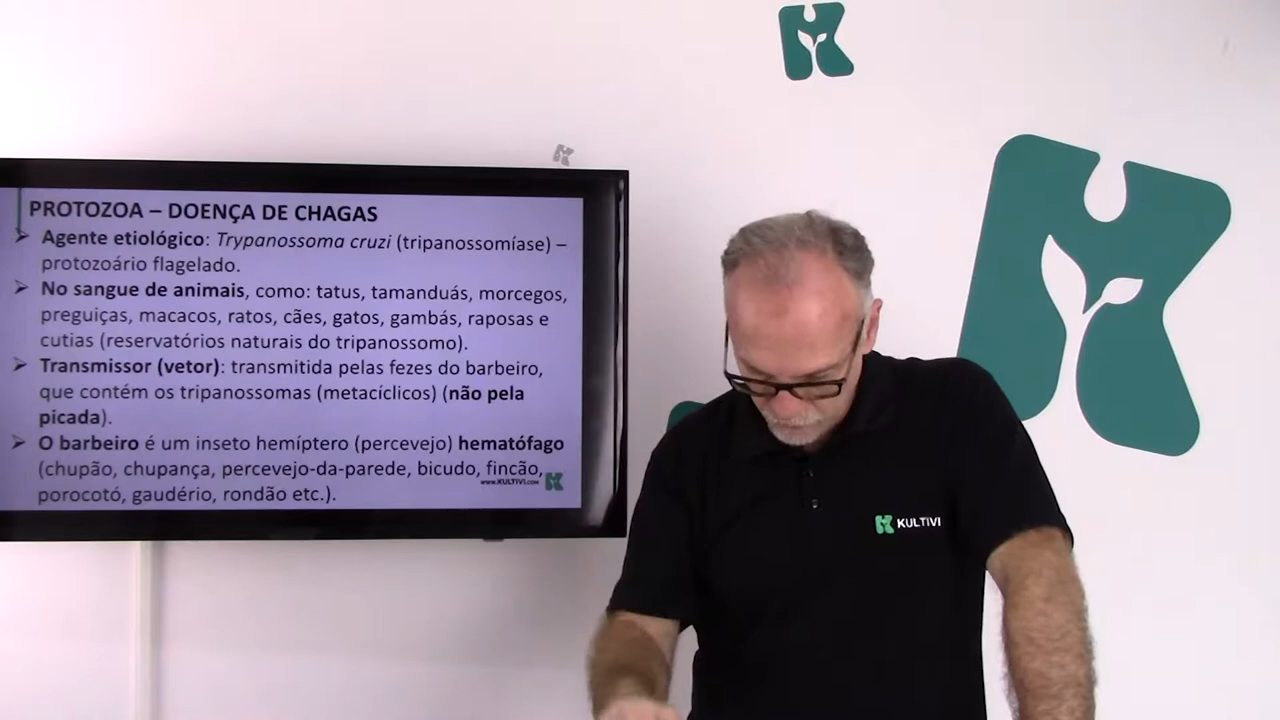 PROTOZOA – DOENÇA DE CHAGAS
➢ Agente etiológico: Trypanossoma cruzi (tripanossomíase) –
protozoário flagelado.
➢ No sangue de animais, como: tatus, tamanduás, morcegos,
preguiças, macacos, ratos, cães, gatos, gambás, raposas e
cutias (reservatórios naturais do tripanossomo).
➢ Transmissor (vetor): transmitida pelas fezes do barbeiro,
que contém os tripanossomas (metacíclicos) (não pela
picada).
➢ O barbeiro é um inseto hemíptero (percevejo) hematófago
(chupão, chupança, percevejo-da-parede, bicudo, fincão,
porocotó, gaudério, rondão etc.).
www.KULTIVI.com
KULTIVI